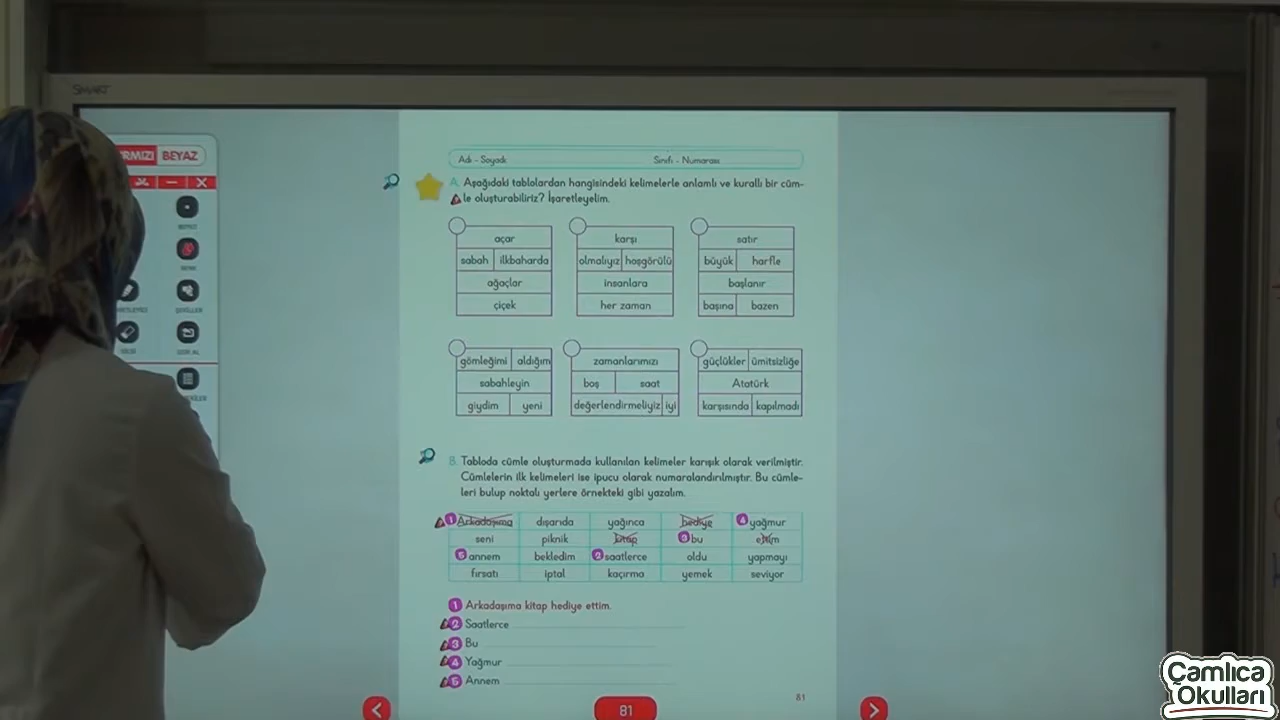 SMART
IRMIZI BEYAZ
Adı - Soyadı Sınıfı - Numarası
A. Aşağıdaki tablolardan hangisindeki kelimelerle anlamlı ve kurallı bir cüm-
le oluşturabiliriz? İşaretleyelim.
açar
sabah ilkbaharda
ağaçlar
çiçek
karşı
olmalıyız hoşgörülü
insanlara
her zaman
satır
büyük harfle
başlanır
başına bazen
gömleğimi aldığım
sabahleyin
giydim yeni
zamanlarımızı
boş saat
değerlendirmeliyiz iyi
güçlükler ümitsizliğe
Atatürk
karşısında kapılmadı
B. Tabloda cümle oluşturmada kullanılan kelimeler karışık olarak verilmiştir.
Cümlelerin ilk kelimeleri ise ipucu olarak numaralandırılmıştır. Bu cümle-
leri bulup noktalı yerlere örnekteki gibi yazalım.
1 Arkadaşıma dışarıda yağınca hediye 4 yağmur
seni piknik kitap 3 bu ettim
5 annem bekledim 2 saatlerce oldu yapmayı
fırsatı iptal kaçırma yemek seviyor
1 Arkadaşıma kitap hediye ettim.
2 Saatlerce
3 Bu
4 Yağmur
5 Annem
81
81
Çamlıca
Okulları